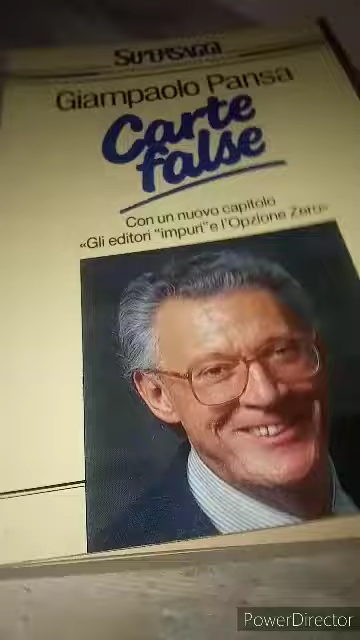 SUPERSAGGI
Giampaolo Pansa
Carte
false
Con un nuovo capitolo
«Gli editori "impuri" e l'Opzione Zero»
PowerDirector